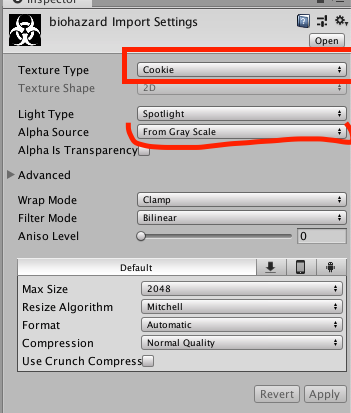 Inspector
biohazard Import Settings
Open
Texture Type Cookie
Texture Shape 2D
Light Type Spotlight
Alpha Source From Gray Scale
Alpha Is Transparency
Advanced
Wrap Mode Clamp
Filter Mode Bilinear
Aniso Level 0
Default
Max Size 2048
Resize Algorithm Mitchell
Format Automatic
Compression Normal Quality
Use Crunch Compress
Revert Apply